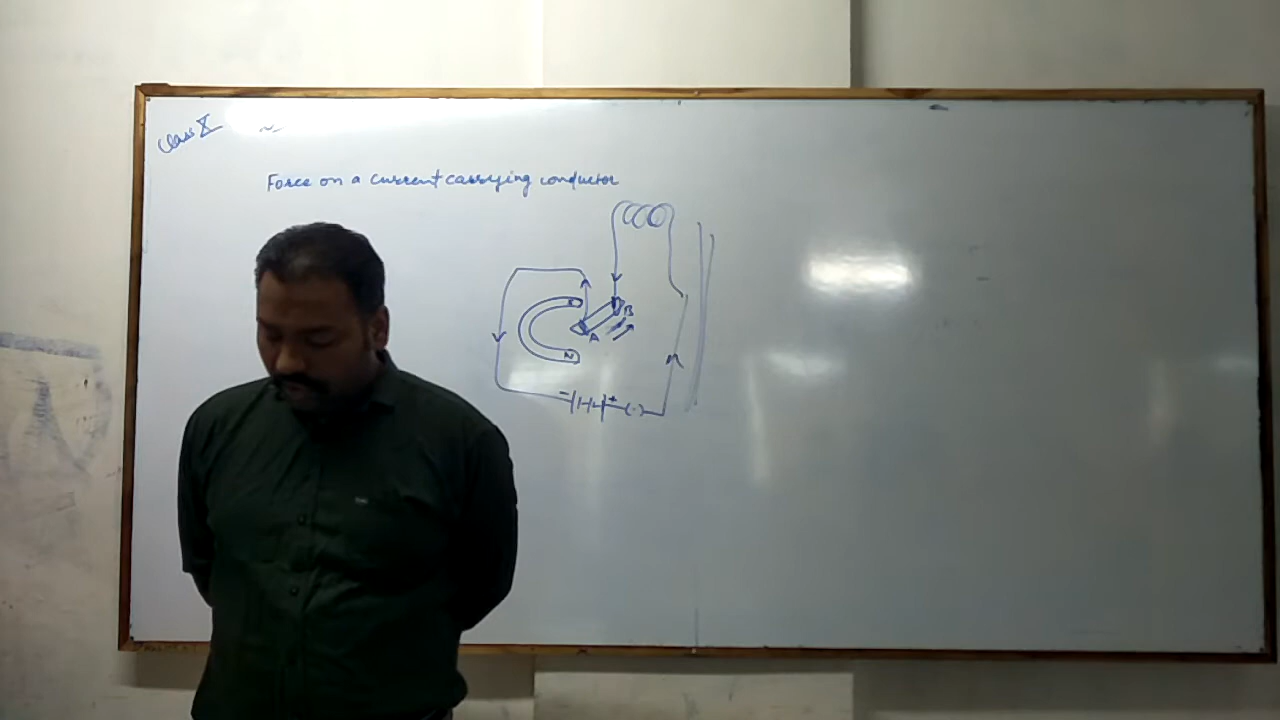 Class X
Force on a current carrying conductor
B
A
N
- +
(·)